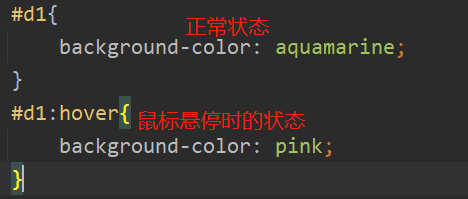 #d1{
正常状态
background-color: aquamarine;
}
#d1:hover{ 鼠标悬停时的状态
background-color: pink;
}